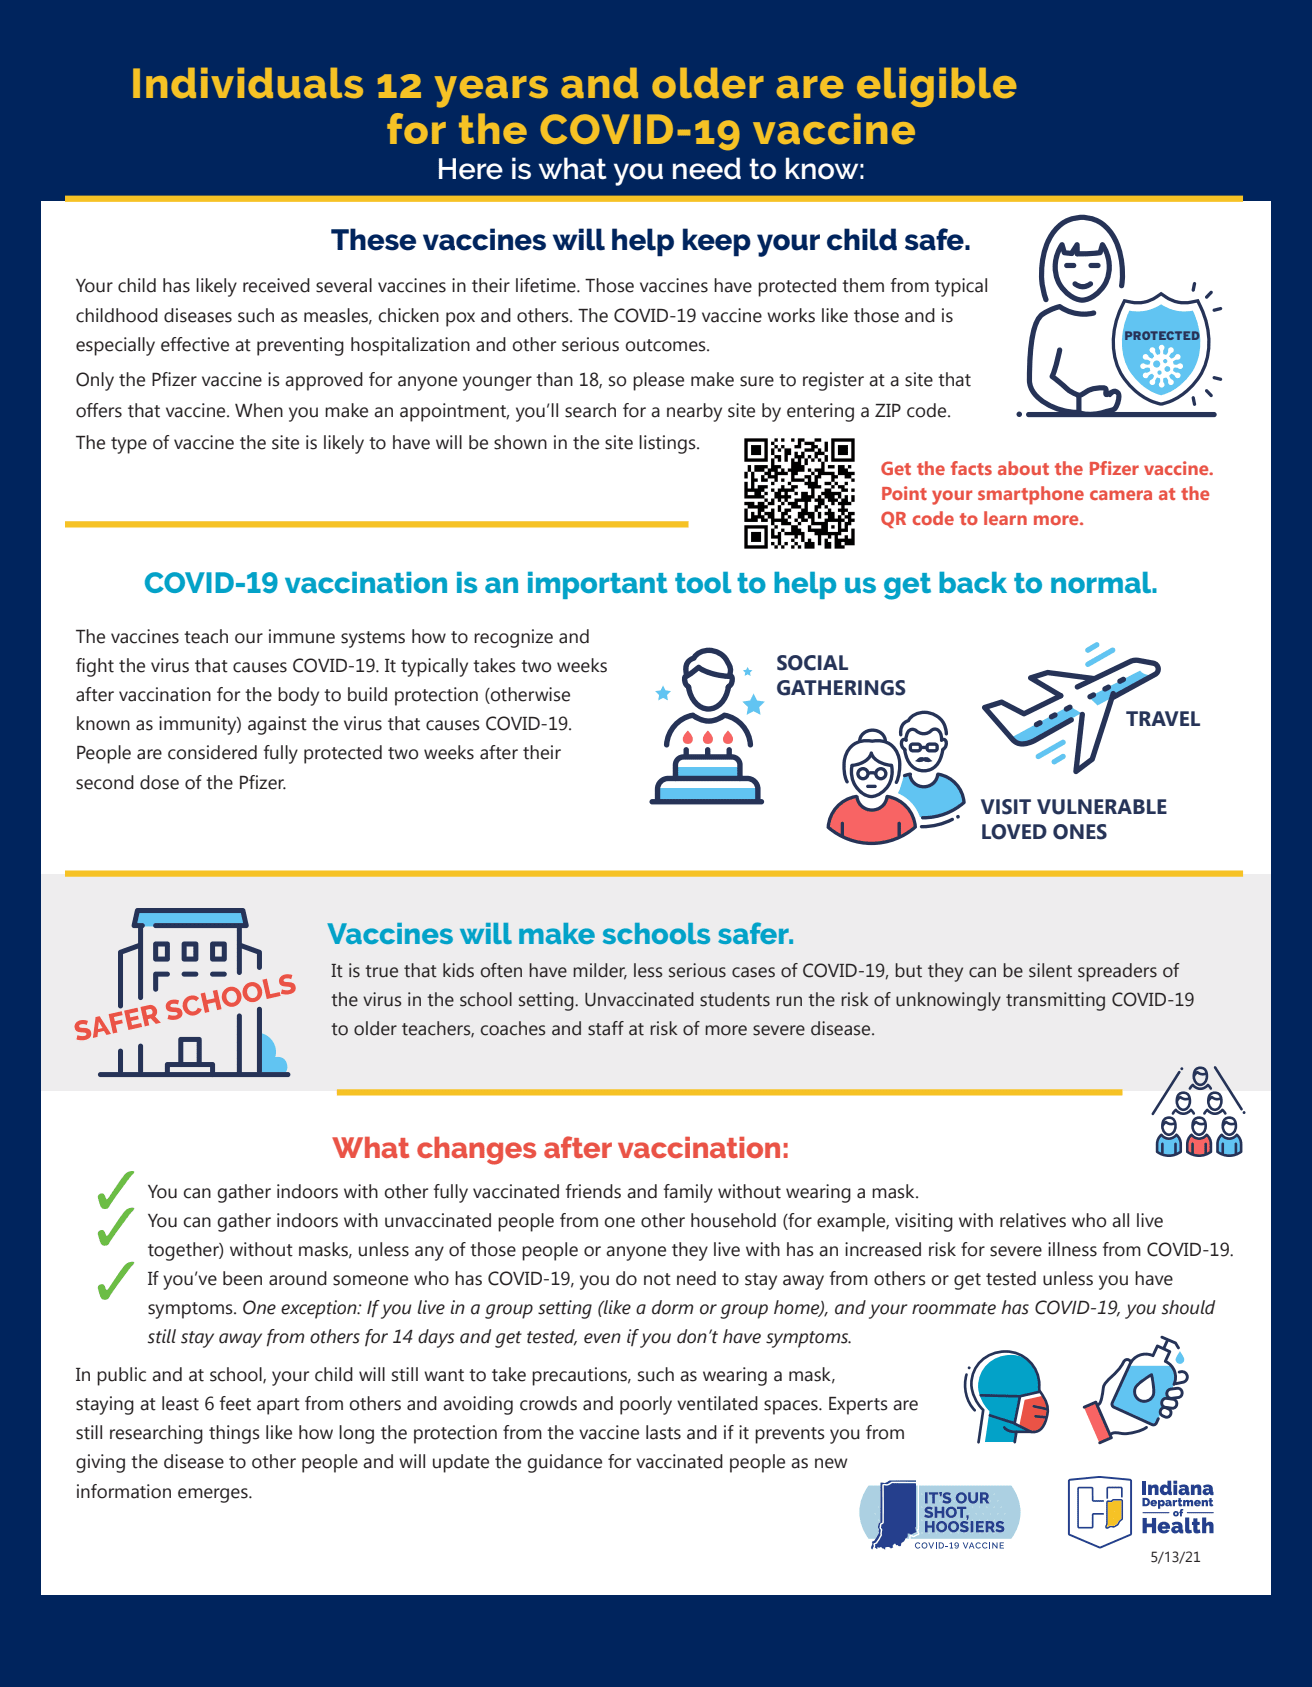 Individuals 12 years and older are eligible
for the COVID-19 vaccine
Here is what you need to know:
These vaccines will help keep your child safe.
Your child has likely received several vaccines in their lifetime. Those vaccines have protected them from typical
childhood diseases such as measles, chicken pox and others. The COVID-19 vaccine works like those and is
especially effective at preventing hospitalization and other serious outcomes.
Only the Pfizer vaccine is approved for anyone younger than 18, so please make sure to register at a site that
offers that vaccine. When you make an appointment, you'll search for a nearby site by entering a ZIP code.
The type of vaccine the site is likely to have will be shown in the site listings.
PROTECTED
Get the facts about the Pfizer vaccine.
Point your smartphone camera at the
QR code to learn more.
COVID-19 vaccination is an important tool to help us get back to normal.
The vaccines teach our immune systems how to recognize and
fight the virus that causes COVID-19. It typically takes two weeks
after vaccination for the body to build protection (otherwise
known as immunity) against the virus that causes COVID-19.
People are considered fully protected two weeks after their
second dose of the Pfizer.
SOCIAL
GATHERINGS
TRAVEL
VISIT VULNERABLE
LOVED ONES
SAFER SCHOOLS
Vaccines will make schools safer.
It is true that kids often have milder, less serious cases of COVID-19, but they can be silent spreaders of
the virus in the school setting. Unvaccinated students run the risk of unknowingly transmitting COVID-19
to older teachers, coaches and staff at risk of more severe disease.
What changes after vaccination:
You can gather indoors with other fully vaccinated friends and family without wearing a mask.
You can gather indoors with unvaccinated people from one other household (for example, visiting with relatives who all live
together) without masks, unless any of those people or anyone they live with has an increased risk for severe illness from COVID-19.
If you've been around someone who has COVID-19, you do not need to stay away from others or get tested unless you have
symptoms. One exception: If you live in a group setting (like a dorm or group home), and your roommate has COVID-19, you should
still stay away from others for 14 days and get tested, even if you don't have symptoms.
In public and at school, your child will still want to take precautions, such as wearing a mask,
staying at least 6 feet apart from others and avoiding crowds and poorly ventilated spaces. Experts are
still researching things like how long the protection from the vaccine lasts and if it prevents you from
giving the disease to other people and will update the guidance for vaccinated people as new
information emerges.
IT'S OUR
SHOT,
HOOSIERS
COVID-19 VACCINE
Indiana
Department
of
Health
5/13/21